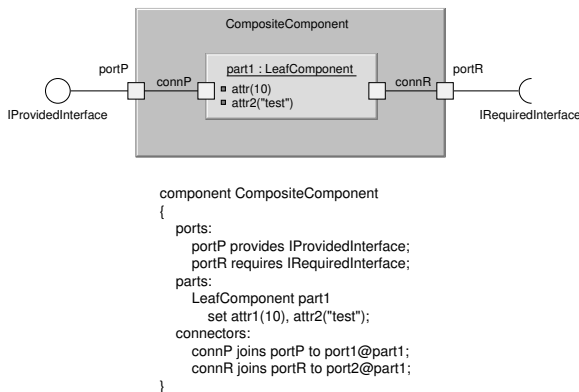 CompositeComponent
portP
connP
part1 : LeafComponent
connR
portR
attr(10)
attr2("test")
IProvidedInterface
IRequiredInterface
component CompositeComponent
{
ports:
portP provides IProvidedInterface;
portR requires IRequiredInterface;
parts:
LeafComponent part1
set attr1(10), attr2("test");
connectors:
connP joins portP to port1@part1;
connR joins portR to port2@part1;
}